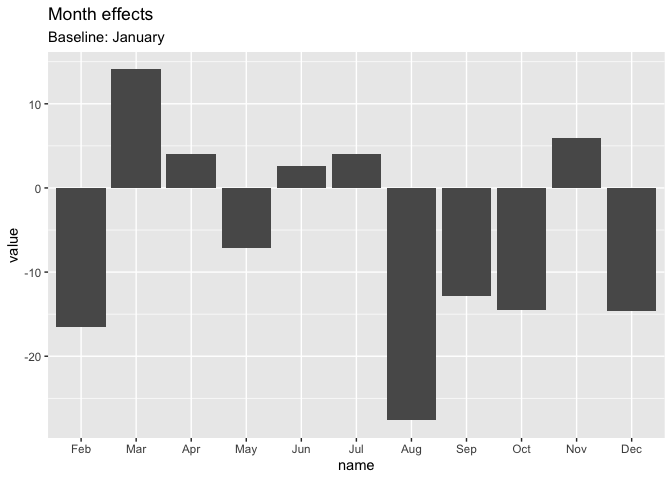 Month effects
Baseline: January
10
0
-10
-20
value
Feb Mar Apr May Jun Jul Aug Sep Oct Nov Dec
name